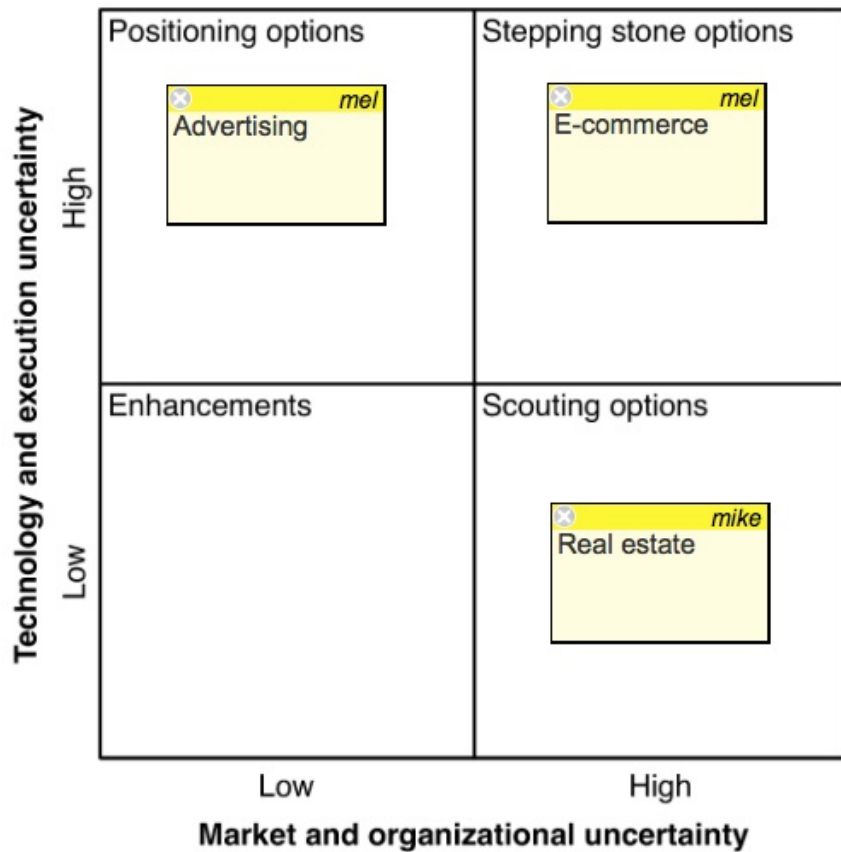 Positioning options
Stepping stone options
mel
Advertising
mel
E-commerce
High
Technology and execution uncertainty
Enhancements
Scouting options
mike
Real estate
Low
Low
High
Market and organizational uncertainty